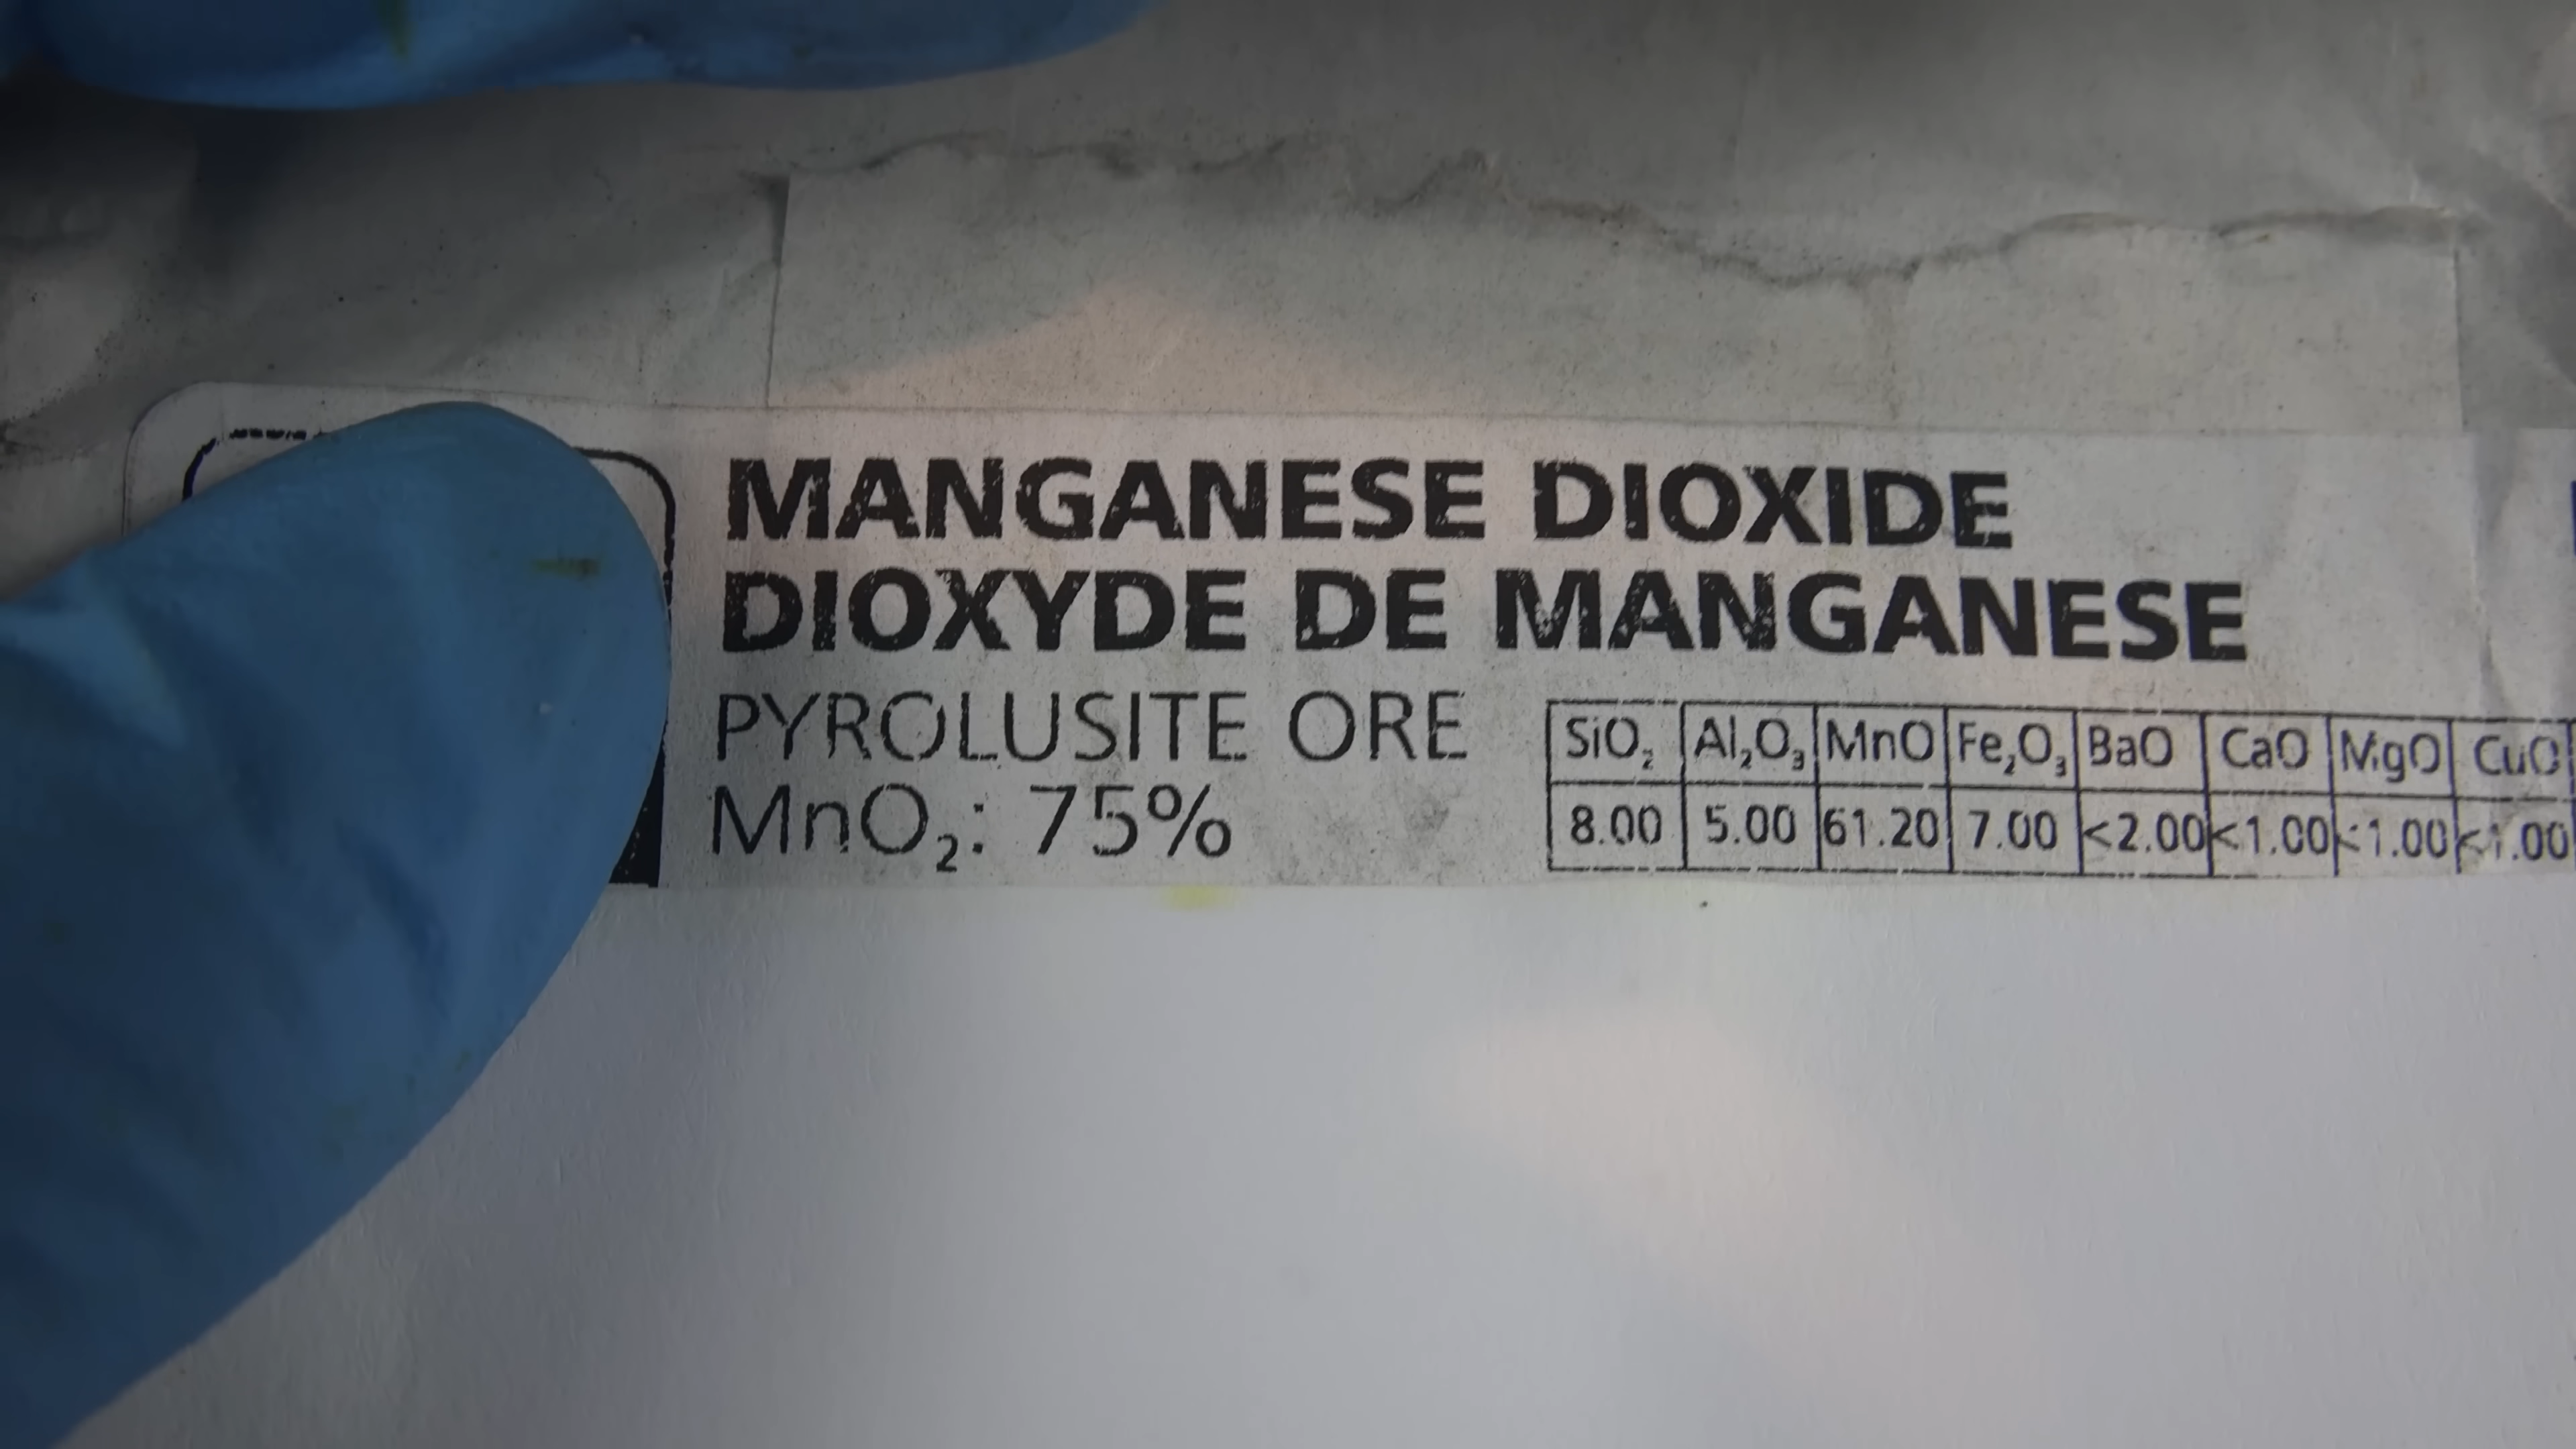 MANGANESE DIOXIDE
DIOXYDE DE MANGANESE
PYROLUSITE ORE
MnO₂: 75%
SiO₂ Al₂O₃ MnO Fe₂O₃ BaO CaO MgO CuO
8.00 5.00 61.20 7.00 <2.00 <1.00 <1.00 <1.00